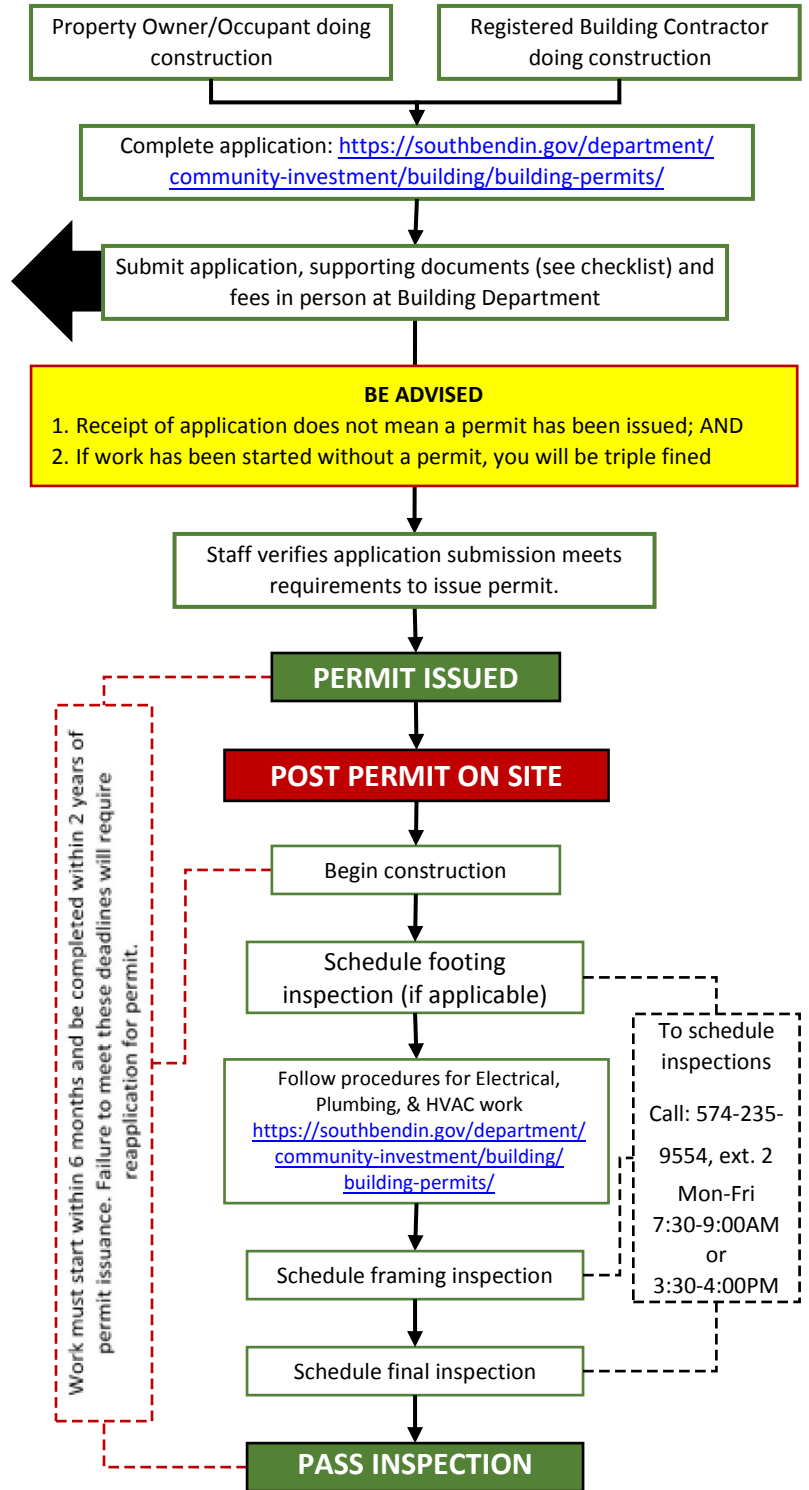 Property Owner/Occupant doing
construction
Registered Building Contractor
doing construction
Complete application: https://southbendin.gov/department/
community-investment/building/building-permits/
Submit application, supporting documents (see checklist) and
fees in person at Building Department
BE ADVISED
1. Receipt of application does not mean a permit has been issued; AND
2. If work has been started without a permit, you will be triple fined
Staff verifies application submission meets
requirements to issue permit.
PERMIT ISSUED
POST PERMIT ON SITE
Begin construction
Work must start within 6 months and be completed within 2 years of
permit issuance. Failure to meet these deadlines will require
reapplication for permit.
Schedule footing
inspection (if applicable)
Follow procedures for Electrical,
Plumbing, & HVAC work
https://southbendin.gov/department/
community-investment/building/
building-permits/
To schedule
inspections
Call: 574-235-
9554, ext. 2
Mon-Fri
7:30-9:00AM
or
3:30-4:00PM
Schedule framing inspection
Schedule final inspection
PASS INSPECTION